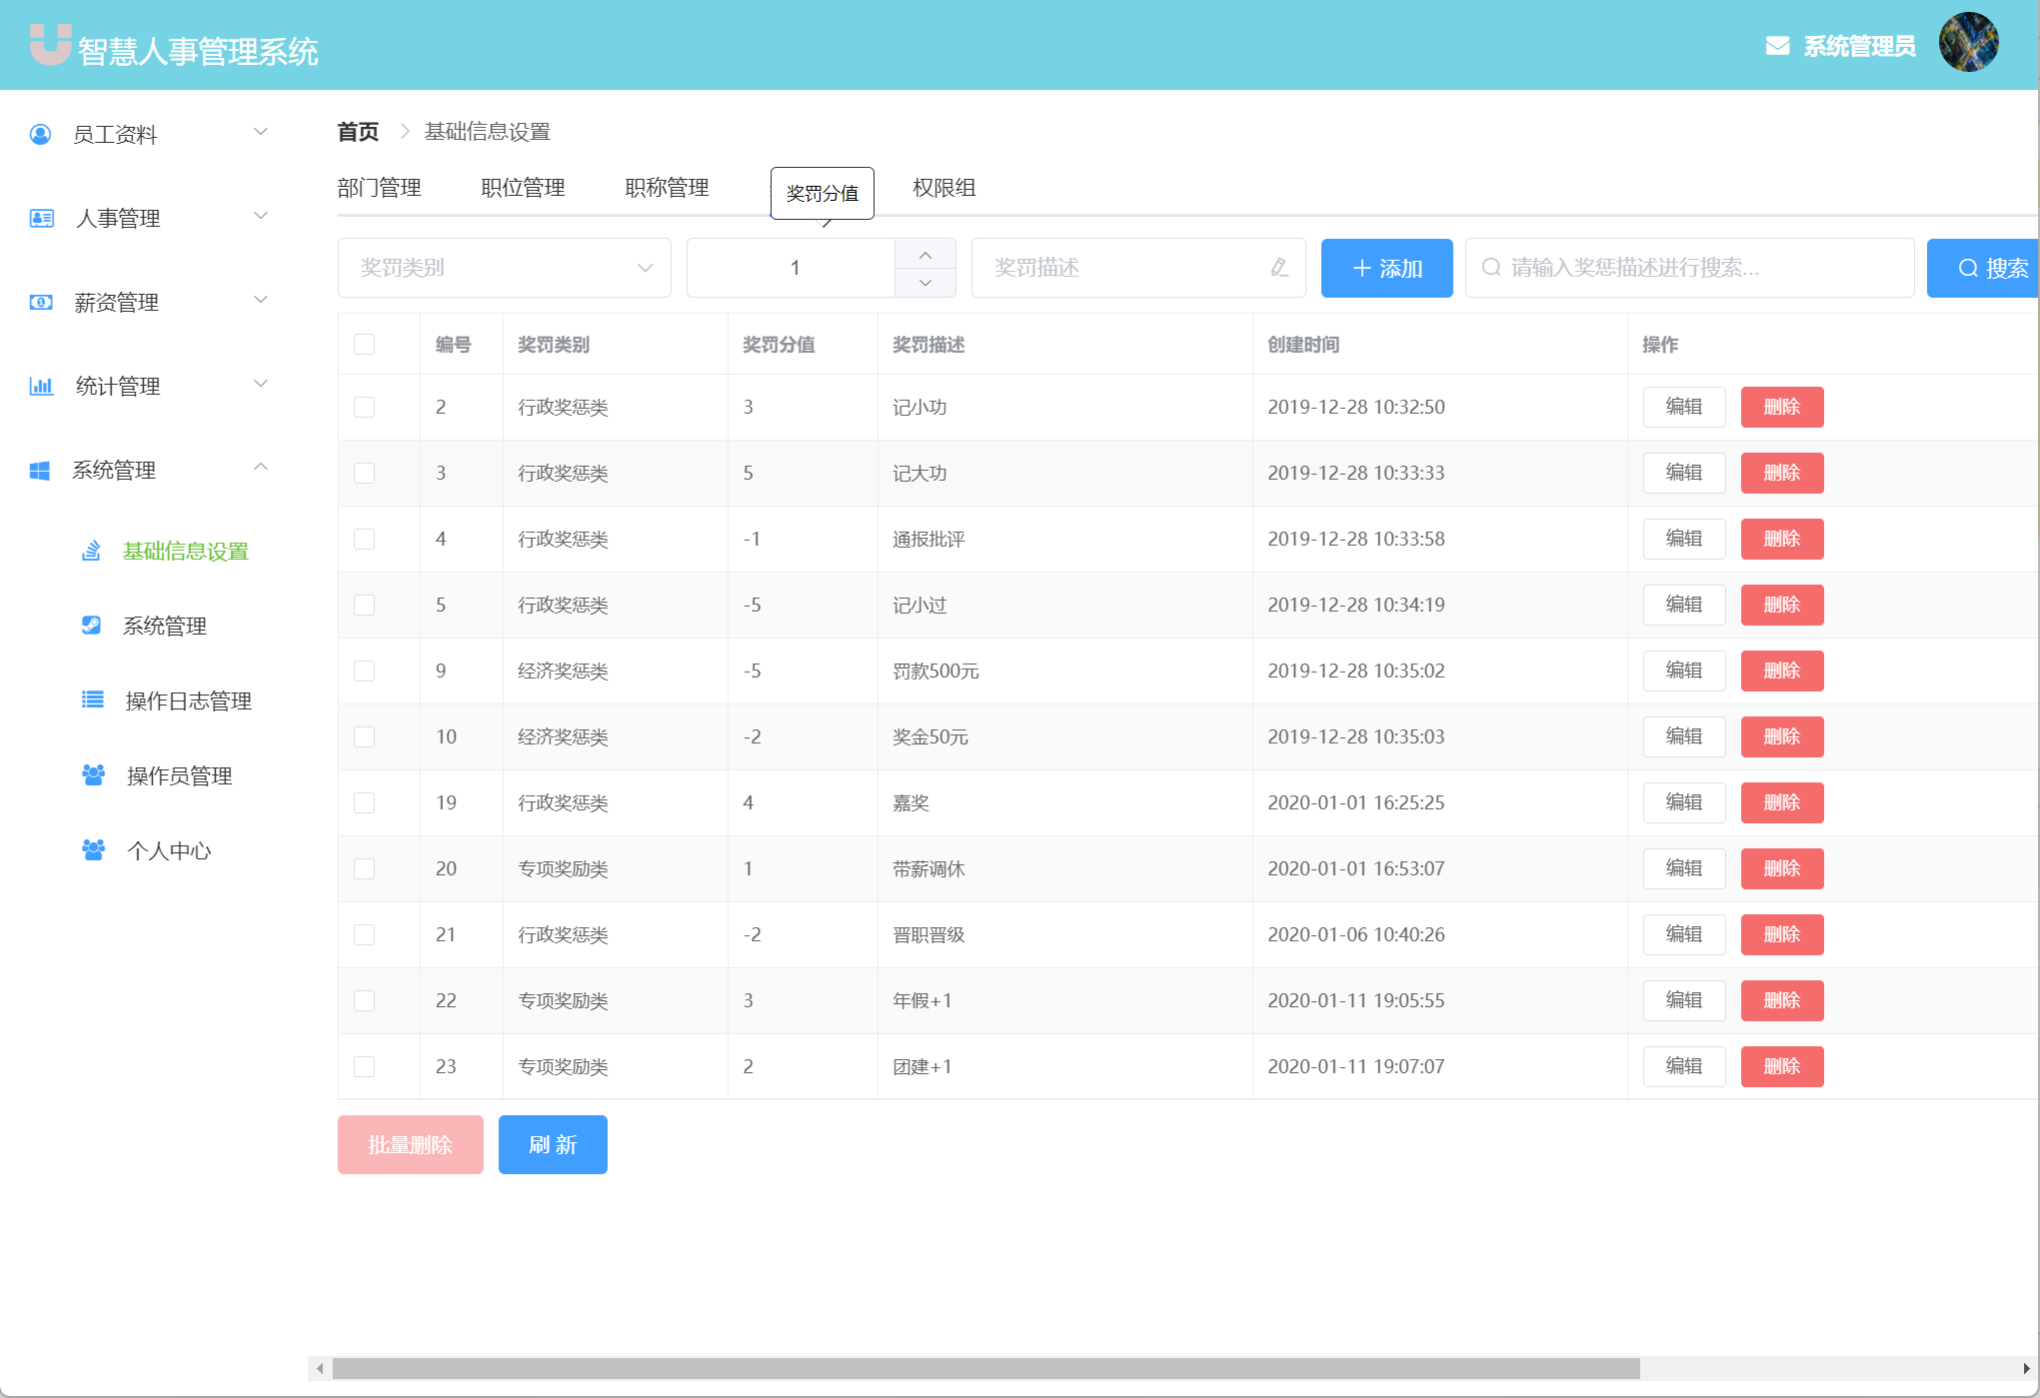 智慧人事管理系统
系统管理员
员工资料
人事管理
薪资管理
统计管理
系统管理
基础信息设置
系统管理
操作日志管理
操作员管理
个人中心
首页 > 基础信息设置
部门管理 职位管理 职称管理 奖罚分值 权限组
奖罚类别 1 奖罚描述 + 添加 请输入奖惩描述进行搜索... 搜索
编号 奖罚类别 奖罚分值 奖罚描述 创建时间 操作
2 行政奖惩类 3 记小功 2019-12-28 10:32:50 编辑 删除
3 行政奖惩类 5 记大功 2019-12-28 10:33:33 编辑 删除
4 行政奖惩类 -1 通报批评 2019-12-28 10:33:58 编辑 删除
5 行政奖惩类 -5 记小过 2019-12-28 10:34:19 编辑 删除
9 经济奖惩类 -5 罚款500元 2019-12-28 10:35:02 编辑 删除
10 经济奖惩类 -2 奖金50元 2019-12-28 10:35:03 编辑 删除
19 行政奖惩类 4 嘉奖 2020-01-01 16:25:25 编辑 删除
20 专项奖励类 1 带薪调休 2020-01-01 16:53:07 编辑 删除
21 行政奖惩类 -2 晋职晋级 2020-01-06 10:40:26 编辑 删除
22 专项奖励类 3 年假+1 2020-01-11 19:05:55 编辑 删除
23 专项奖励类 2 团建+1 2020-01-11 19:07:07 编辑 删除
批量删除 刷 新